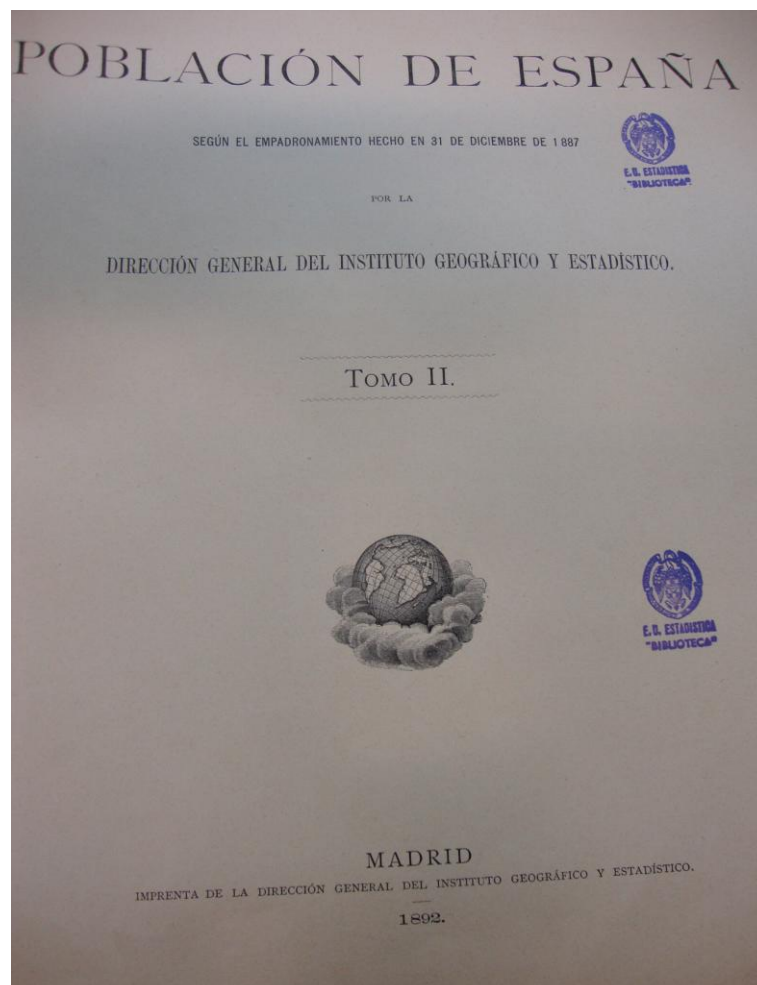 POBLACIÓN DE ESPAÑA
SEGÚN EL EMPADRONAMIENTO HECHO EN 31 DE DICIEMBRE DE 1887
E.U. ESTADISTICA
"BIBLIOTECA"
POR LA
DIRECCIÓN GENERAL DEL INSTITUTO GEOGRÁFICO Y ESTADÍSTICO.
TOMO II.
E.U. ESTADISTICA
"BIBLIOTECA"
MADRID
IMPRENTA DE LA DIRECCIÓN GENERAL DEL INSTITUTO GEOGRÁFICO Y ESTADÍSTICO.
1892.